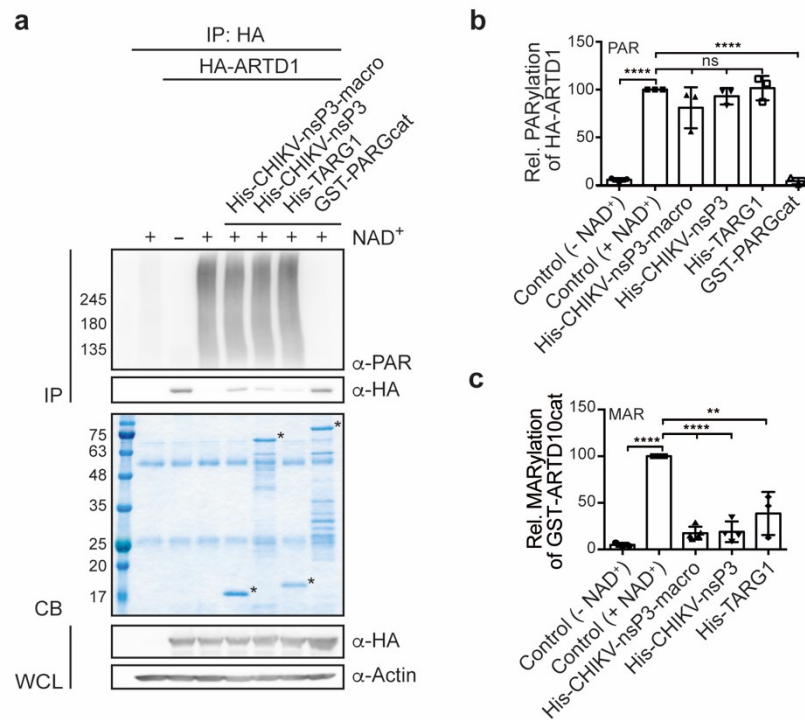 a
IP: HA
HA-ARTD1
His-CHIKV-nsP3-macro
His-CHIKV-nsP3
His-TARG1
GST-PARGcat
+ – + + + + + NAD+
245
180
135
α-PAR
IP
α-HA
75
63
48
35
25
20
17
*
*
*
*
CB
α-HA
WCL
α-Actin
b
Rel. PARylation
of HA-ARTD1
150
100
50
0
PAR
****
ns
****
Control (- NAD+)
Control (+ NAD+)
His-CHIKV-nsP3-macro
His-CHIKV-nsP3
His-TARG1
GST-PARGcat
c
Rel. MARylation
of GST-ARTD10cat
150
100
50
0
MAR
**
****
****
Control (- NAD+)
Control (+ NAD+)
His-CHIKV-nsP3-macro
His-CHIKV-nsP3
His-TARG1